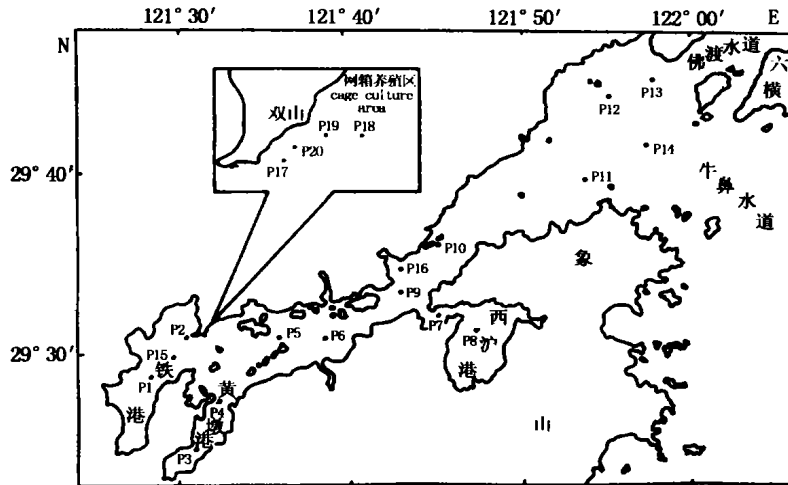 121° 30′ 121° 40′ 121° 50′ 122° 00′ E
N
佛渡水道
六横
网箱养殖区
cage culture
area
双山
P19 P18
P20
P17
P13
P12
P14
29° 40′
P11
牛鼻水道
P10
P16
象
P9
西沪港
P7
P8
P2
P5
P6
29° 30′
P15
铁港
P1
黄墩港
P4
山
P3